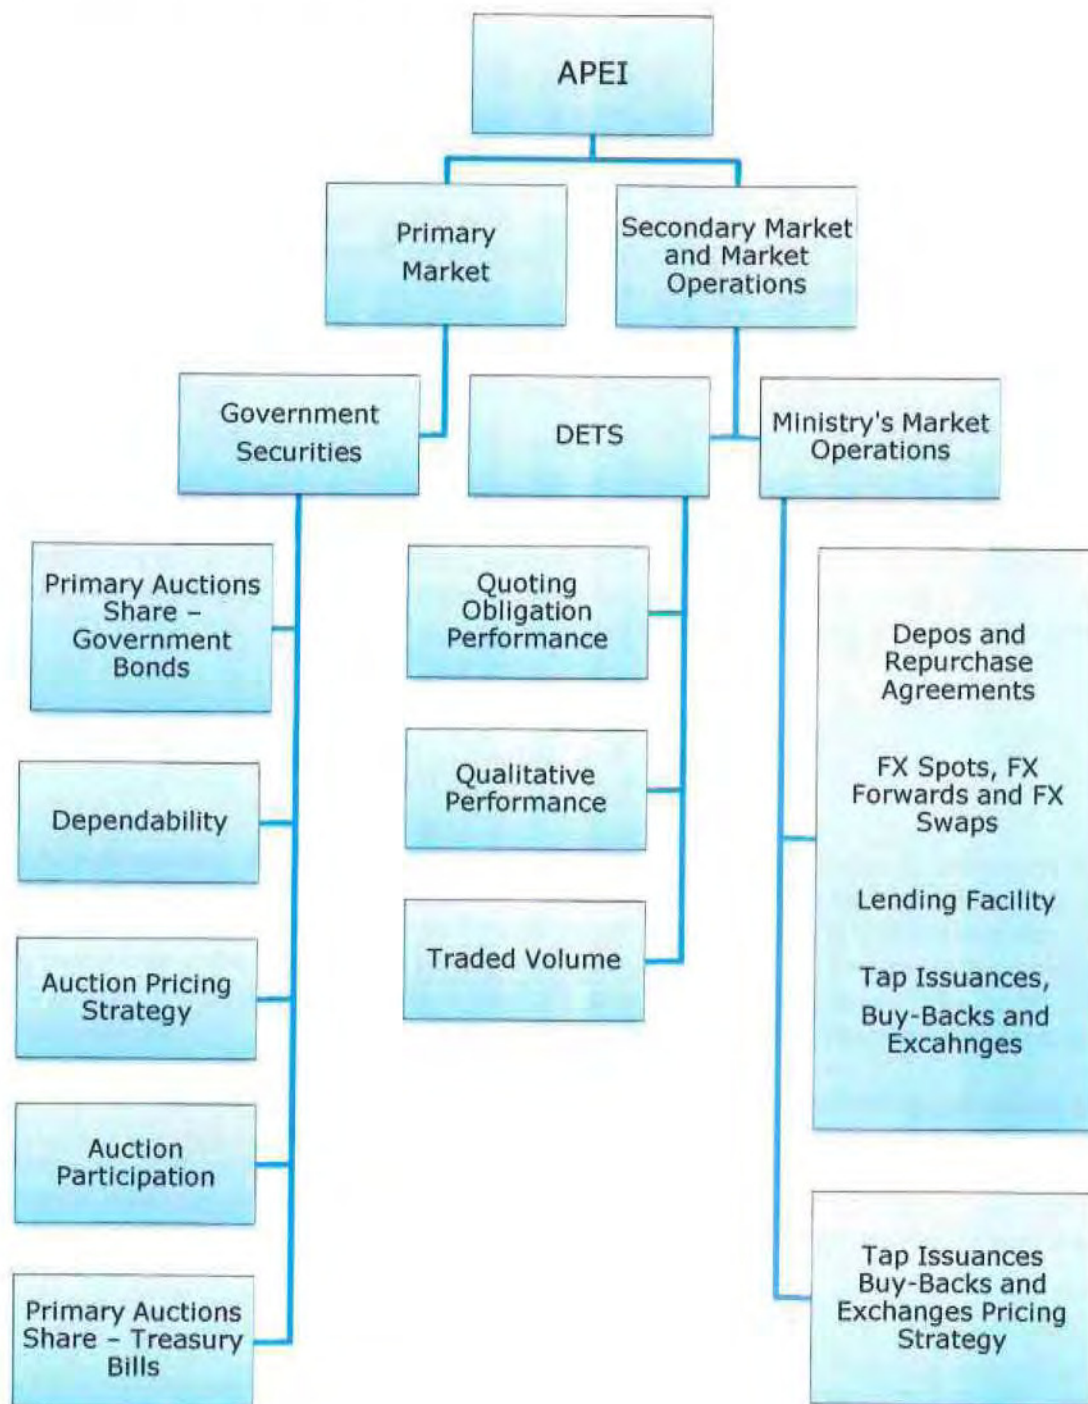 APEI
Primary
Market
Secondary Market
and Market
Operations
Government
Securities
DETS
Ministry's Market
Operations
Primary Auctions
Share –
Government
Bonds
Dependability
Auction Pricing
Strategy
Auction
Participation
Primary Auctions
Share – Treasury
Bills
Quoting
Obligation
Performance
Qualitative
Performance
Traded Volume
Depos and
Repurchase
Agreements
FX Spots, FX
Forwards and FX
Swaps
Lending Facility
Tap Issuances,
Buy-Backs and
Excahnges
Tap Issuances
Buy-Backs and
Exchanges Pricing
Strategy